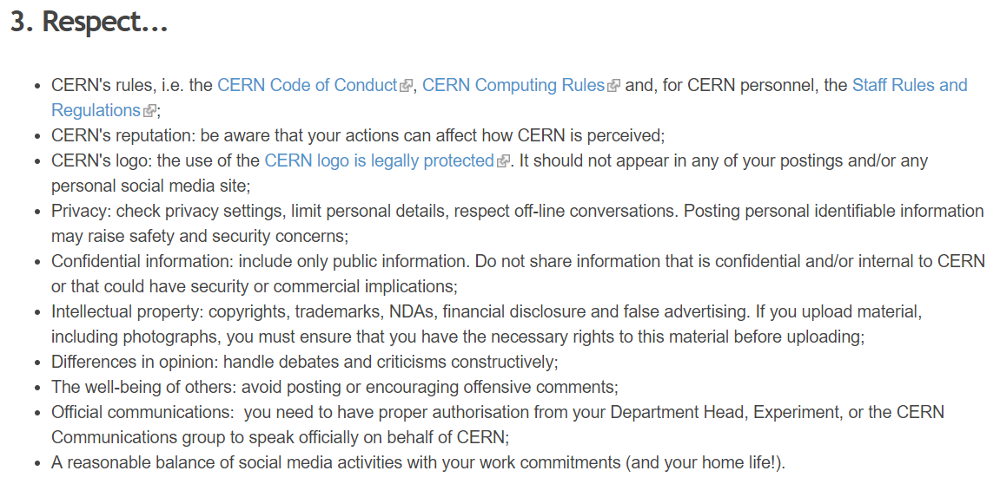 3. Respect...
• CERN's rules, i.e. the CERN Code of Conduct, CERN Computing Rules and, for CERN personnel, the Staff Rules and
Regulations;
• CERN's reputation: be aware that your actions can affect how CERN is perceived;
• CERN's logo: the use of the CERN logo is legally protected. It should not appear in any of your postings and/or any
personal social media site;
• Privacy: check privacy settings, limit personal details, respect off-line conversations. Posting personal identifiable information
may raise safety and security concerns;
• Confidential information: include only public information. Do not share information that is confidential and/or internal to CERN
or that could have security or commercial implications;
• Intellectual property: copyrights, trademarks, NDAs, financial disclosure and false advertising. If you upload material,
including photographs, you must ensure that you have the necessary rights to this material before uploading;
• Differences in opinion: handle debates and criticisms constructively;
• The well-being of others: avoid posting or encouraging offensive comments;
• Official communications:  you need to have proper authorisation from your Department Head, Experiment, or the CERN
Communications group to speak officially on behalf of CERN;
• A reasonable balance of social media activities with your work commitments (and your home life!).